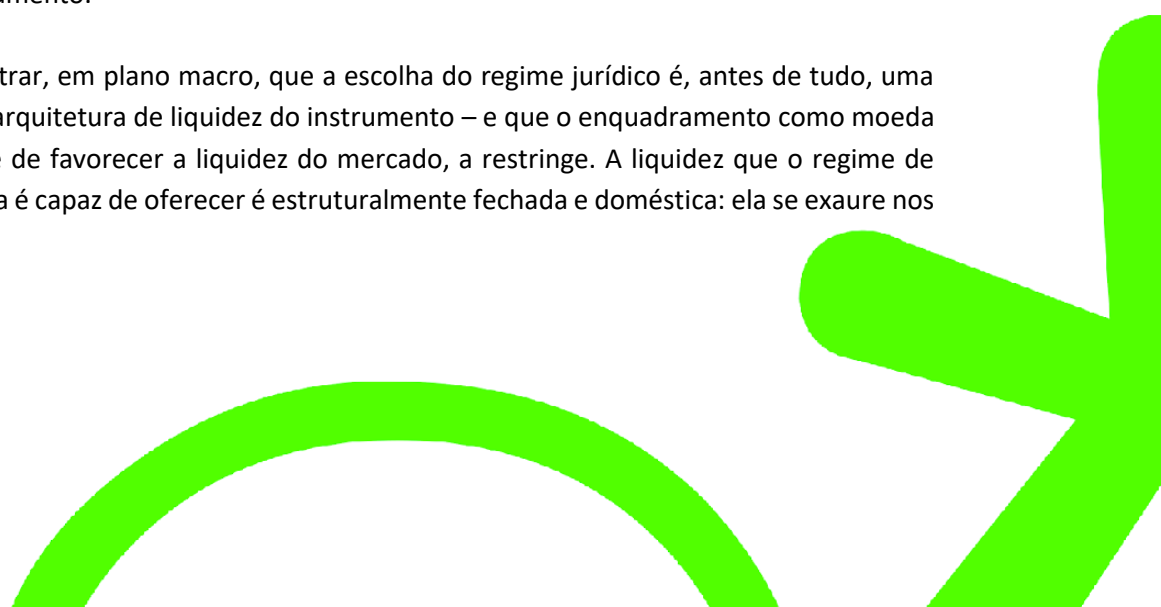 trar, em plano macro, que a escolha do regime jurídico é, antes de tudo, uma
arquitetura de liquidez do instrumento – e que o enquadramento como moeda
e de favorecer a liquidez do mercado, a restringe. A liquidez que o regime de
a é capaz de oferecer é estruturalmente fechada e doméstica: ela se exaure nos